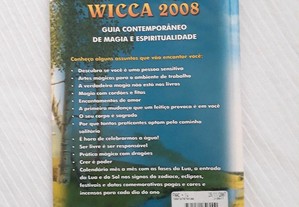 WICCA 2008
GUIA CONTEMPORÂNEO
DE MAGIA E ESPIRITUALIDADE
Conheça alguns assuntos que vão encantar você:
• Descubra se você é uma pessoa sensitiva
• Artes mágicas para o ambiente de trabalho
• A verdadeira magia não está nos livros
• Magia com cordões e fitas
• Encantamentos de amor
• A primeira mudança que um feitiço provoca é em você
• O seu corpo é sagrado
• Por que tantos praticantes optam pelo caminho
solitário
• É hora de celebrarmos a água!
• Ser livre é ser responsável
• Prática mágica com dragões
• Crer é poder
• Calendário mês a mês com as fases da Lua, a entrada
da Lua e do Sol nos signos do zodíaco, eclipses,
festivais e datas comemorativas pagãs e cores e
incensos para cada dia do ano